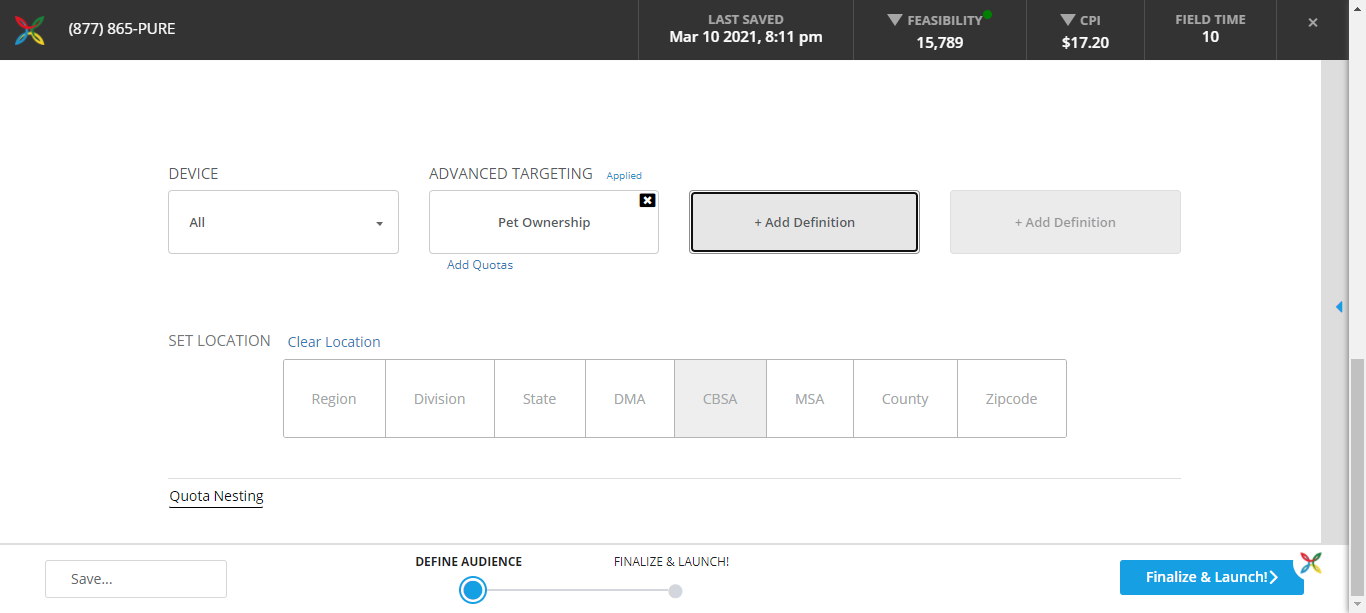 (877) 865-PURE
LAST SAVED
Mar 10 2021, 8:11 pm
FEASIBILITY
15,789
CPI
$17.20
FIELD TIME
10
×
DEVICE
All
ADVANCED TARGETING Applied
Pet Ownership
Add Quotas
+ Add Definition
+ Add Definition
SET LOCATION Clear Location
Region Division State DMA CBSA MSA County Zipcode
Quota Nesting
Save...
DEFINE AUDIENCE
FINALIZE & LAUNCH!
Finalize & Launch!